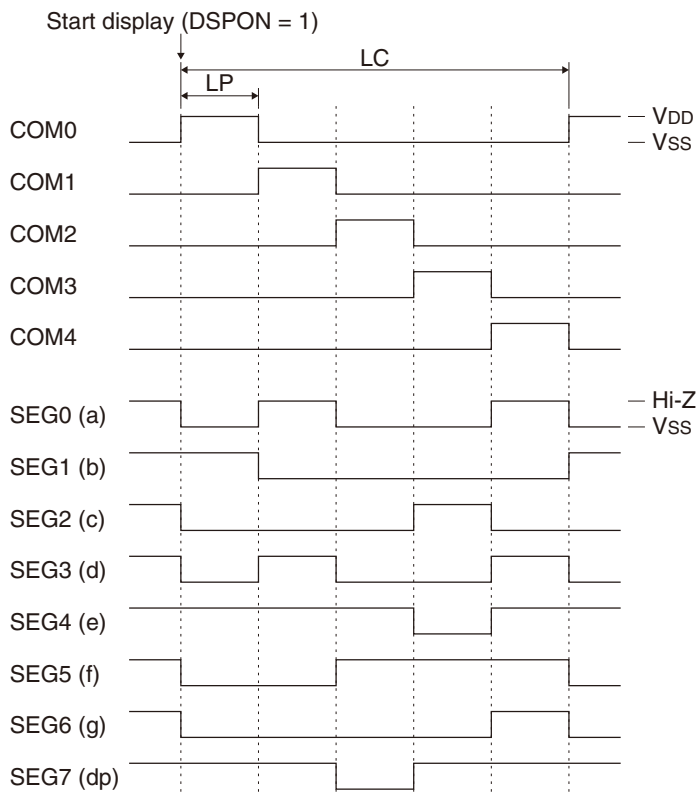 Start display (DSPON = 1)
LC
LP
COM0
VDD
VSS
COM1
COM2
COM3
COM4
SEG0 (a)
Hi-Z
VSS
SEG1 (b)
SEG2 (c)
SEG3 (d)
SEG4 (e)
SEG5 (f)
SEG6 (g)
SEG7 (dp)